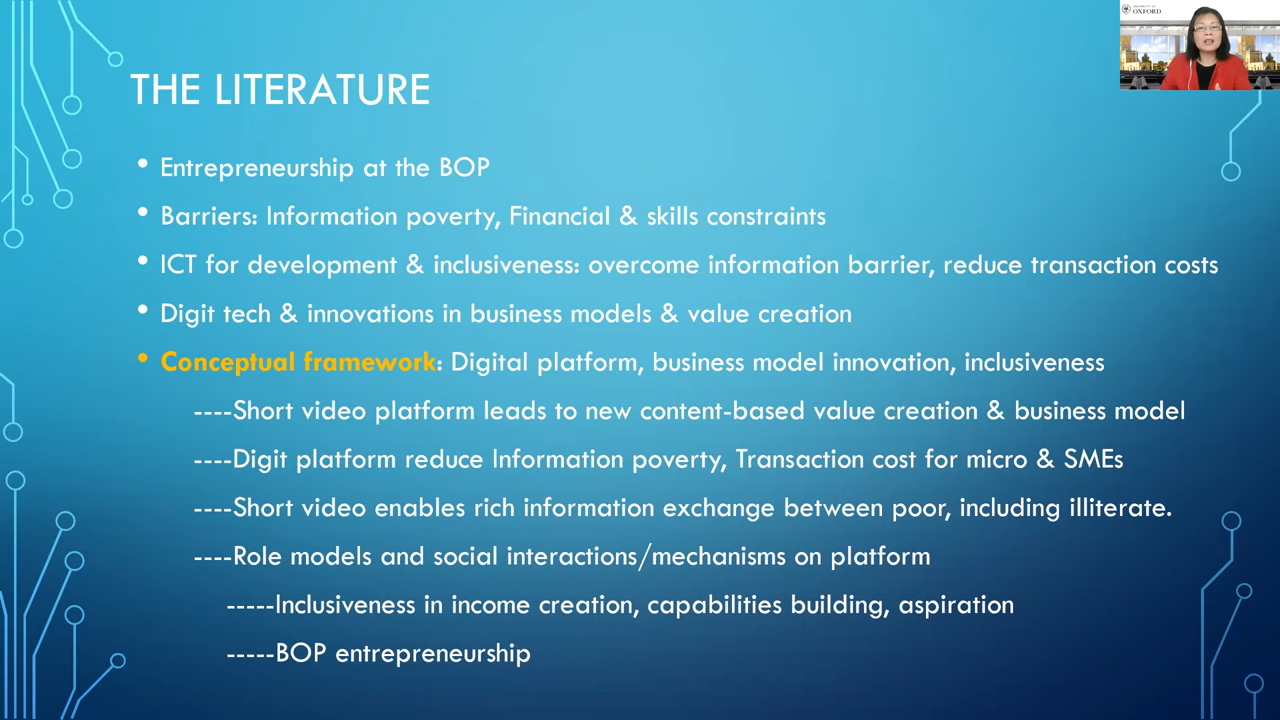 UNIVERSITY OF
OXFORD
THE LITERATURE
• Entrepreneurship at the BOP
• Barriers: Information poverty, Financial & skills constraints
• ICT for development & inclusiveness: overcome information barrier, reduce transaction costs
• Digit tech & innovations in business models & value creation
• Conceptual framework: Digital platform, business model innovation, inclusiveness
----Short video platform leads to new content-based value creation & business model
----Digit platform reduce Information poverty, Transaction cost for micro & SMEs
----Short video enables rich information exchange between poor, including illiterate.
----Role models and social interactions/mechanisms on platform
-----Inclusiveness in income creation, capabilities building, aspiration
-----BOP entrepreneurship